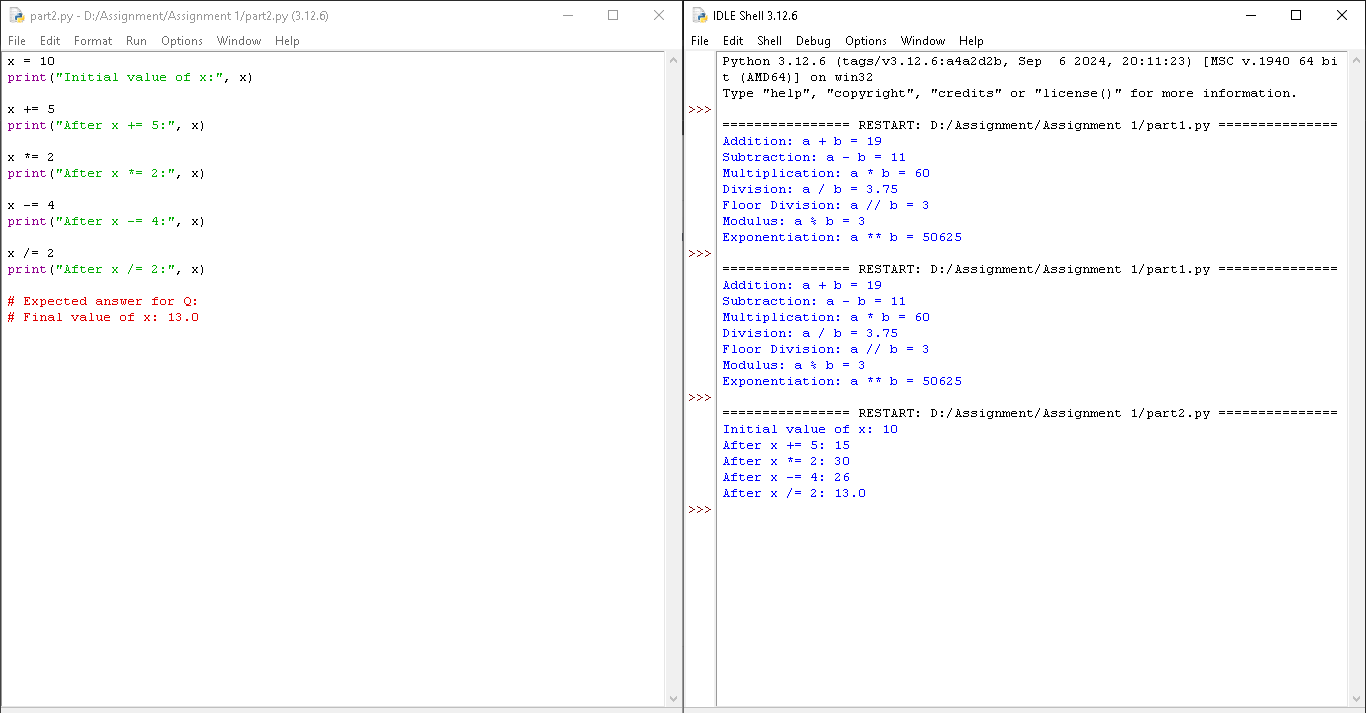 part2.py - D:/Assignment/Assignment 1/part2.py (3.12.6)
File Edit Format Run Options Window Help
x = 10
print("Initial value of x:", x)
x += 5
print("After x += 5:", x)
x *= 2
print("After x *= 2:", x)
x -= 4
print("After x -= 4:", x)
x /= 2
print("After x /= 2:", x)
# Expected answer for Q:
# Final value of x: 13.0
IDLE Shell 3.12.6
File Edit Shell Debug Options Window Help
Python 3.12.6 (tags/v3.12.6:a4a2d2b, Sep  6 2024, 20:11:23) [MSC v.1940 64 bi
t (AMD64)] on win32
Type "help", "copyright", "credits" or "license()" for more information.
>>>
================ RESTART: D:/Assignment/Assignment 1/part1.py ===============
Addition: a + b = 19
Subtraction: a - b = 11
Multiplication: a * b = 60
Division: a / b = 3.75
Floor Division: a // b = 3
Modulus: a % b = 3
Exponentiation: a ** b = 50625
>>>
================ RESTART: D:/Assignment/Assignment 1/part1.py ===============
Addition: a + b = 19
Subtraction: a - b = 11
Multiplication: a * b = 60
Division: a / b = 3.75
Floor Division: a // b = 3
Modulus: a % b = 3
Exponentiation: a ** b = 50625
>>>
================ RESTART: D:/Assignment/Assignment 1/part2.py ===============
Initial value of x: 10
After x += 5: 15
After x *= 2: 30
After x -= 4: 26
After x /= 2: 13.0
>>>